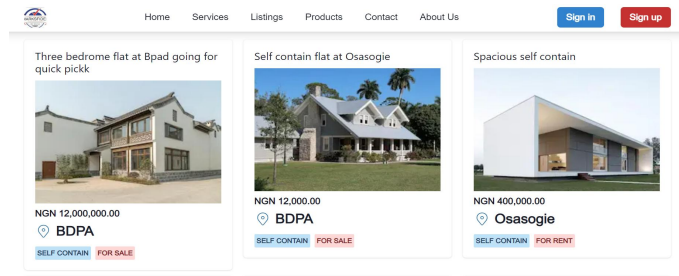 Home Services Listings Products Contact About Us Sign in Sign up
Three bedrome flat at Bpad going for
quick pickk
NGN 12,000,000.00
BDPA
SELF CONTAIN FOR SALE
Self contain flat at Osasogie
NGN 12,000.00
BDPA
SELF CONTAIN FOR SALE
Spacious self contain
NGN 400,000.00
Osasogie
SELF CONTAIN FOR RENT